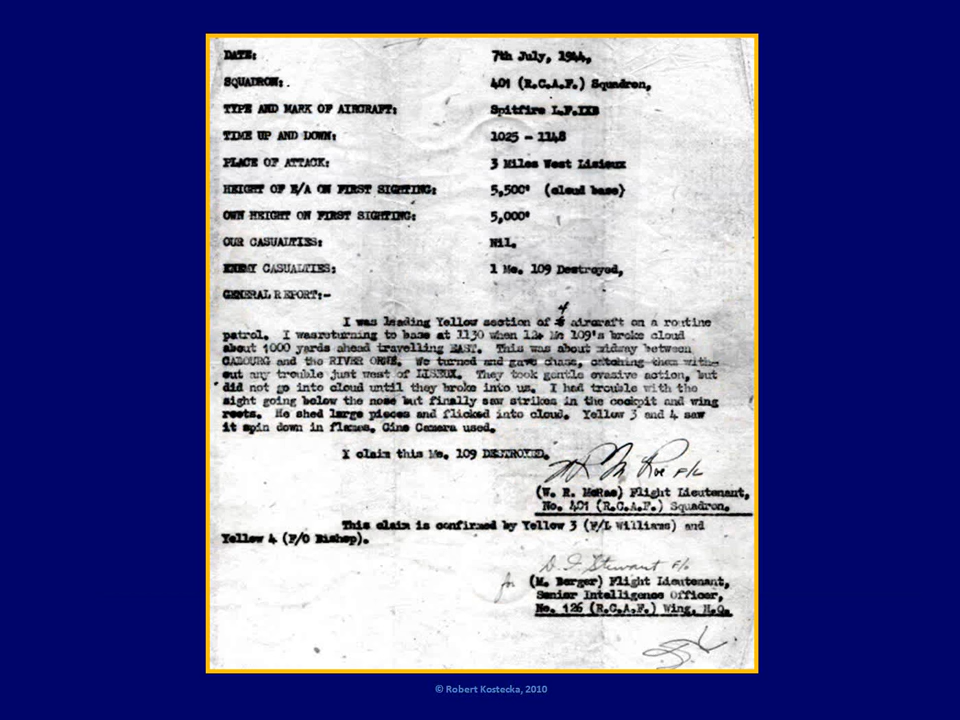 DATE: 7th July, 1944,
SQUADRON: . 401 (R.C.A.F.) Squadron,
TYPE AND MARK OF AIRCRAFT: Spitfire L.F.IXB
TIME UP AND DOWN: 1025 - 1148
PLACE OF ATTACK: 3 Miles West Lisieux
HEIGHT OF E/A ON FIRST SIGHTING: 5,500' (cloud base)
OWN HEIGHT ON FIRST SIGHTING: 5,000'
OUR CASUALTIES: Nil.
ENEMY CASUALTIES: 1 Me. 109 Destroyed,
GENERAL REPORT:-
4
I was leading Yellow section of aircraft on a routine
patrol. I wasreturning to base at 1130 when 12+ Me 109's broke cloud
about 1000 yards ahead travelling EAST. This was about midway between
CABOURG and the RIVER ORNE. We turned and gave chase, catching them with-
out any trouble just west of LISEUX. They took gentle evasive action, but
did not go into cloud until they broke into us. I had trouble with the
sight going below the nose but finally saw strikes in the cockpit and wing
roots. He shed large pieces and flicked into cloud. Yellow 3 and 4 saw
it spin down in flames. Cine Camera used.
I claim this Me. 109 DESTROYED.
W R McRae F/L
(W. R. McRae) Flight Lieutenant,
No. 401 (R.C.A.F.) Squadron.
This claim is confirmed by Yellow 3 (F/L Williams) and
Yellow 4 (F/O Bishop).
D. F. Stewart F/O
for (M. Berger) Flight Lieutenant,
Senior Intelligence Officer,
No. 126 (R.C.A.F.) Wing, H.Q.
© Robert Kostecka, 2010